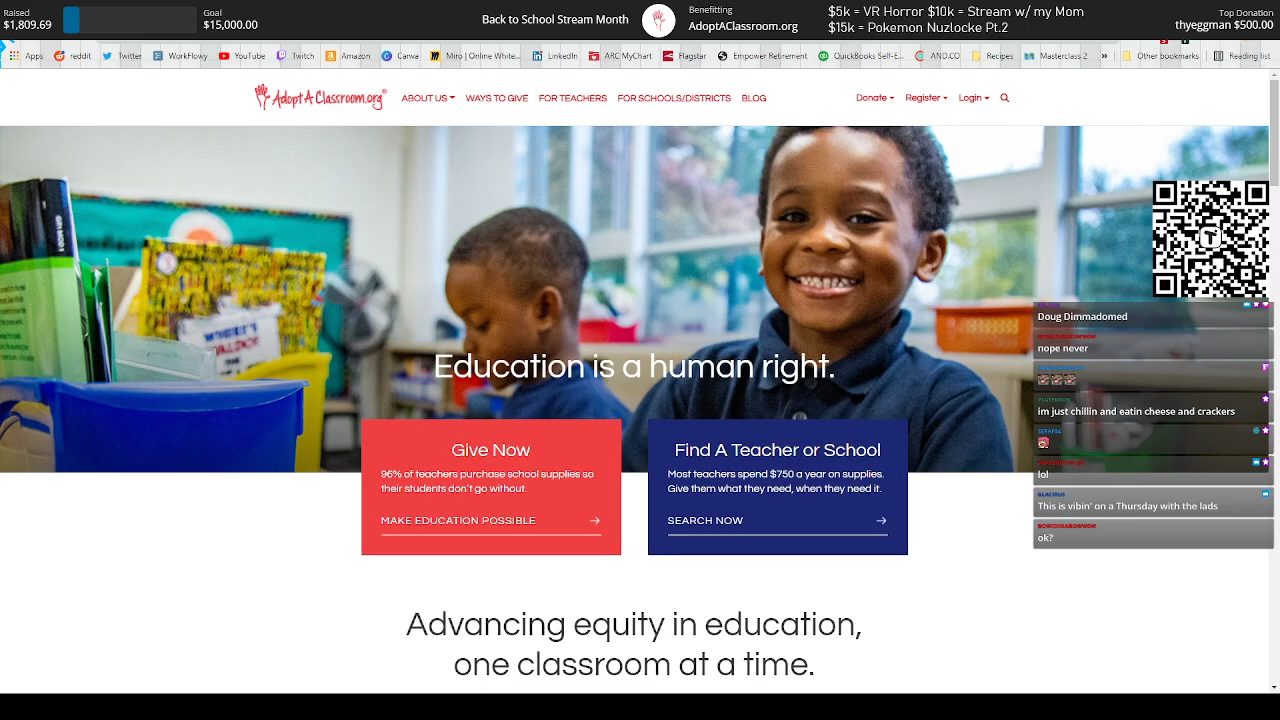 Raised
$1,809.69
Goal
$15,000.00
Back to School Stream Month
Benefitting
AdoptAClassroom.org
$5k = VR Horror $10k = Stream w/ my Mom
$15k = Pokemon Nuzlocke Pt.2
Top Donation
thyeggman $500.00
Apps reddit Twitter WorkFlowy YouTube Twitch Amazon Canva Miro | Online White... LinkedIn ARC MyChart Flagstar Empower Retirement QuickBooks Self-E... AND.CO Recipes Masterclass 2 » Other bookmarks Reading list
AdoptAClassroom.org®
ABOUT US WAYS TO GIVE FOR TEACHERS FOR SCHOOLS/DISTRICTS BLOG
Donate Register Login
Education is a human right.
Give Now
96% of teachers purchase school supplies so
their students don't go without.
MAKE EDUCATION POSSIBLE →
Find A Teacher or School
Most teachers spend $750 a year on supplies.
Give them what they need, when they need it.
SEARCH NOW →
Advancing equity in education,
one classroom at a time.
Doug Dimmadomed
nope never
im just chillin and eatin cheese and crackers
lol
GLACIRUS
This is vibin' on a Thursday with the lads
BOWCHIKABOWWOW
ok?